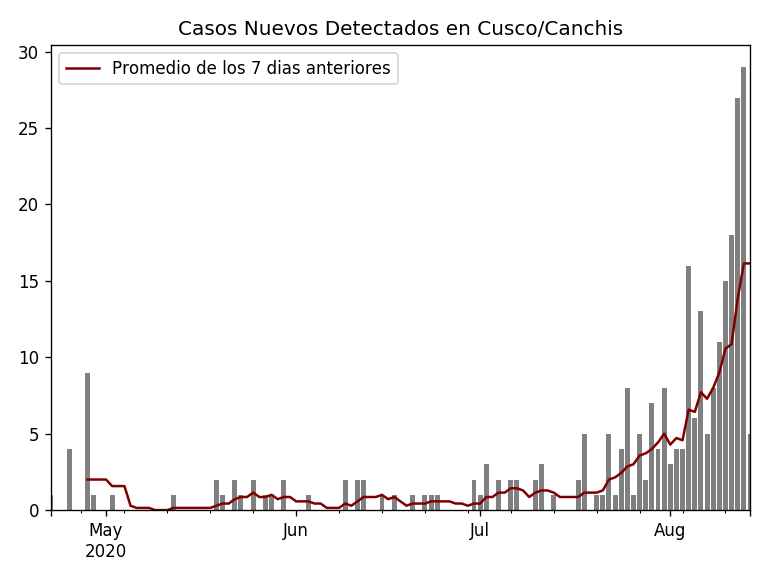 Casos Nuevos Detectados en Cusco/Canchis
Promedio de los 7 dias anteriores
30
25
20
15
10
5
0
May
2020
Jun
Jul
Aug